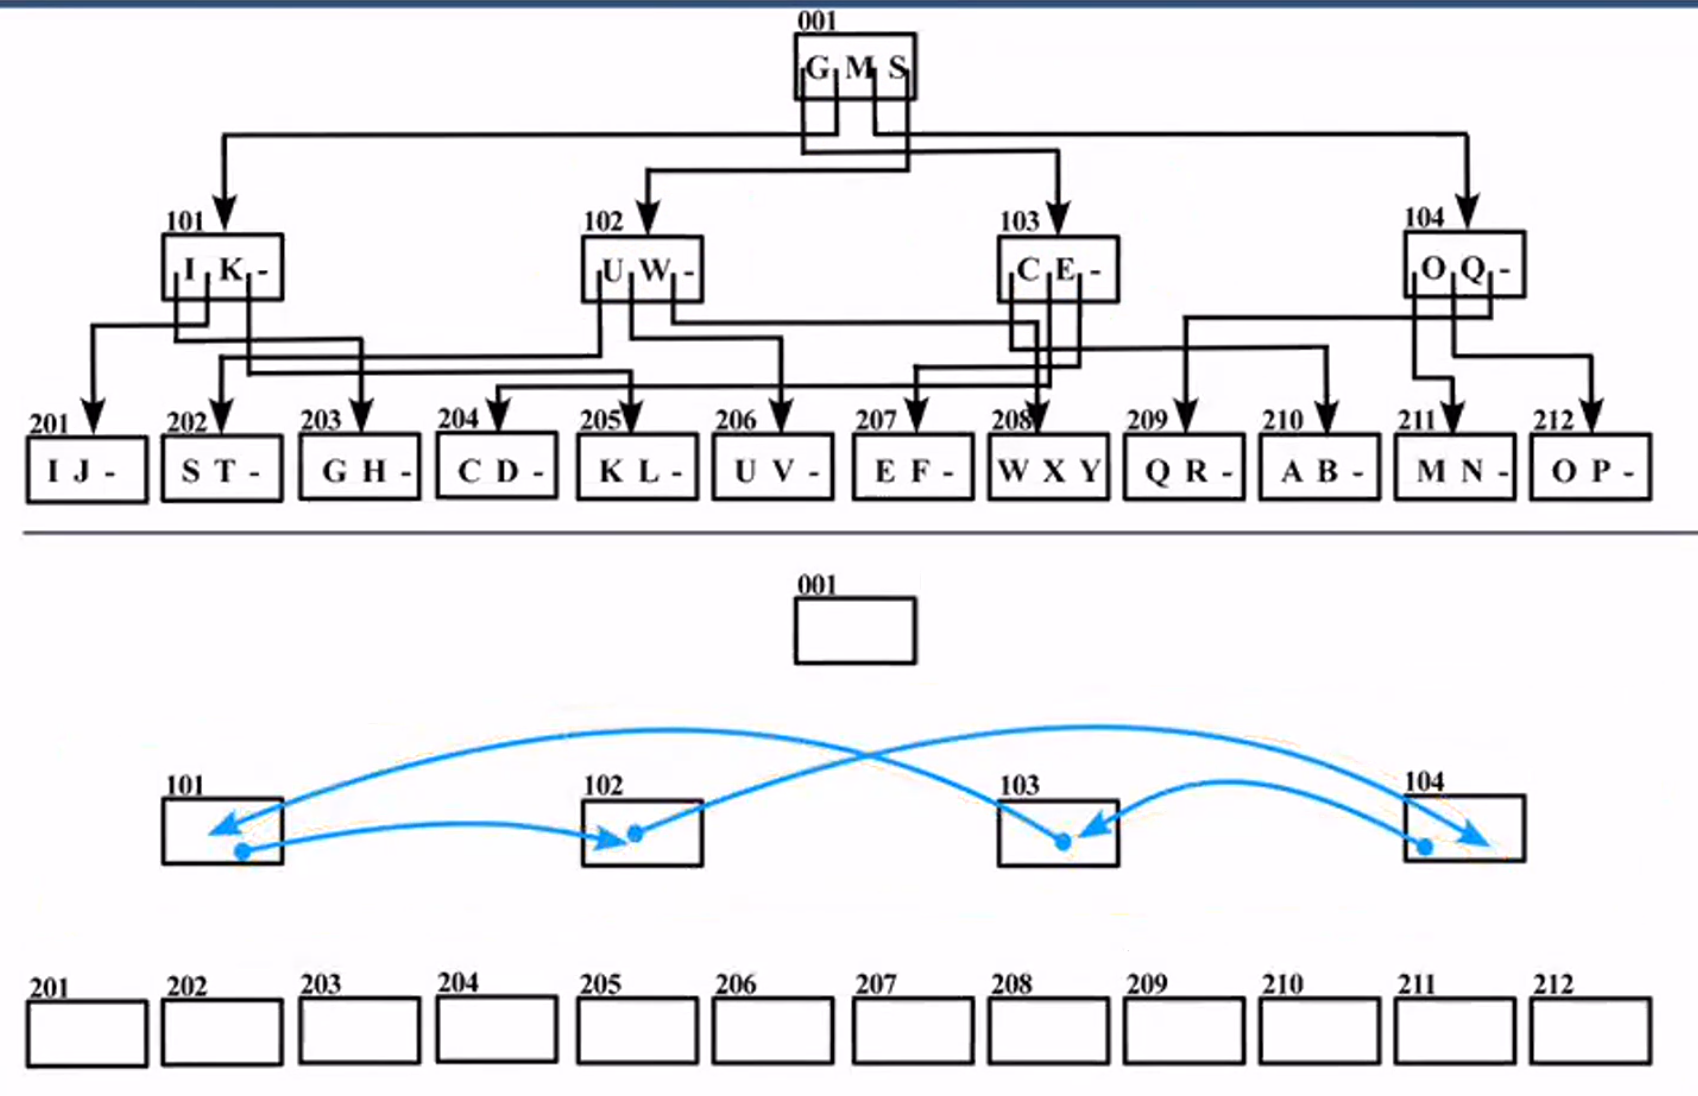 001
G M S
101 102 103 104
I K - U W - C E - O Q -
201 202 203 204 205 206 207 208 209 210 211 212
I J - S T - G H - C D - K L - U V - E F - W X Y Q R - A B - M N - O P -
001
101 102 103 104
201 202 203 204 205 206 207 208 209 210 211 212